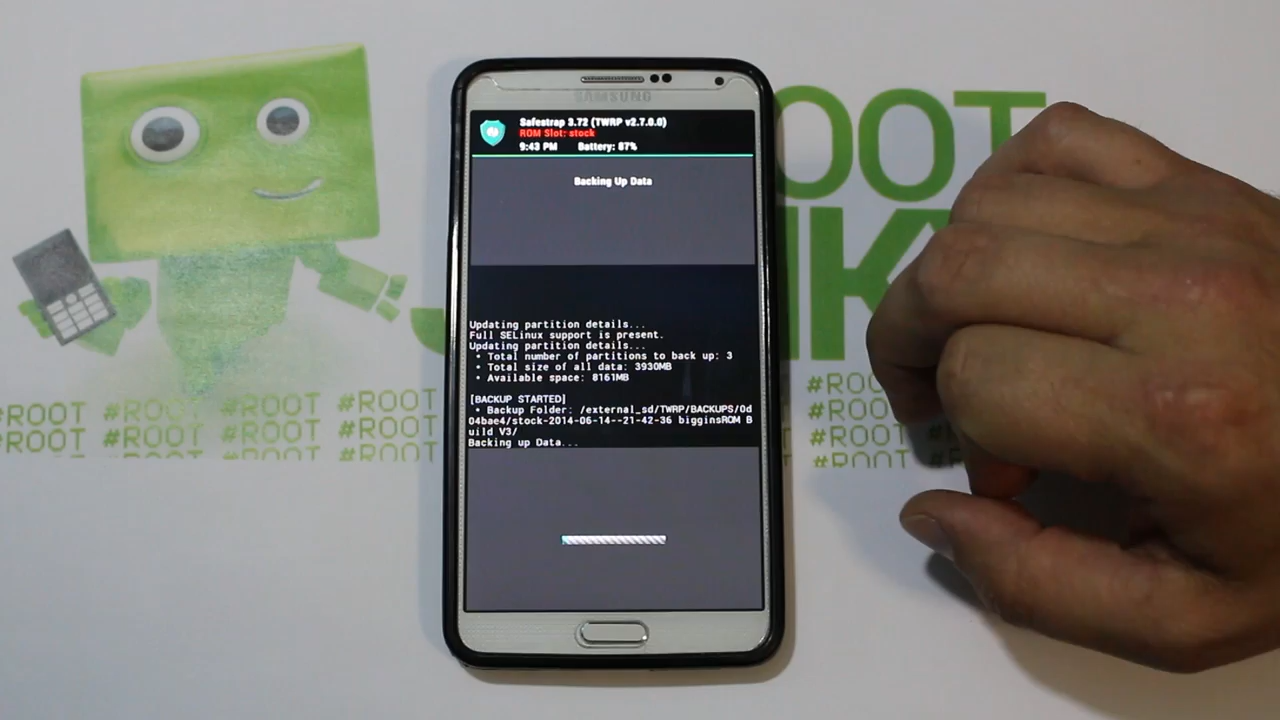 SAMSUNG
Safestrap 3.72 (TWRP v2.7.0.0)
ROM Slot: stock
9:43 PM Battery: 87%
Backing Up Data
Updating partition details...
Full SELinux support is present.
Updating partition details...
• Total number of partitions to back up: 3
• Total size of all data: 3930MB
• Available space: 8161MB
[BACKUP STARTED]
• Backup Folder: /external_sd/TWRP/BACKUPS/0d
04bae4/stock-2014-06-14--21-42-36 bigginsROM B
uild V3/
Backing up Data...
#ROOT #ROOT #ROOT #ROOT
#ROOT #ROOT #ROOT #ROOT
#ROOT #ROOT #ROOT #ROOT
ROOT